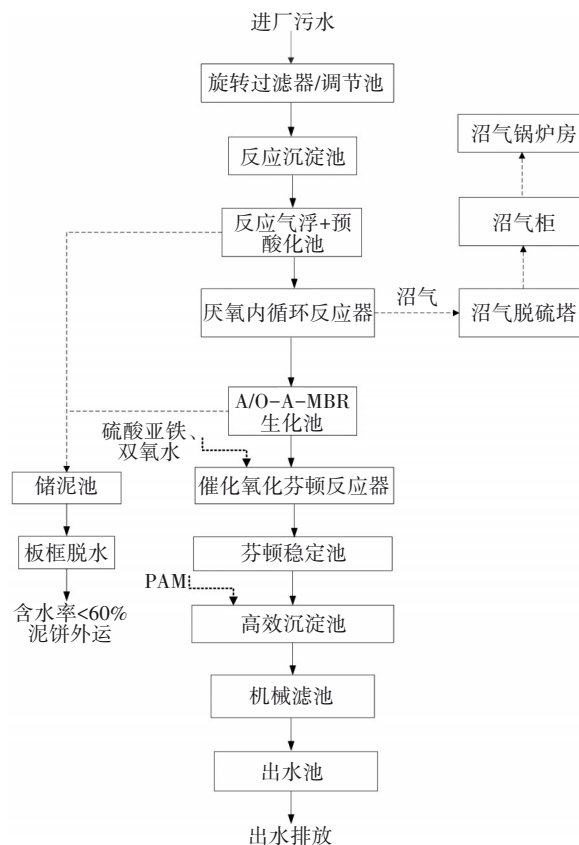 进厂污水
旋转过滤器/调节池
反应沉淀池
反应气浮+预
酸化池
厌氧内循环反应器
沼气
沼气脱硫塔
沼气柜
沼气锅炉房
A/O-A-MBR
生化池
硫酸亚铁、
双氧水
催化氧化芬顿反应器
储泥池
板框脱水
含水率<60%
泥饼外运
芬顿稳定池
PAM
高效沉淀池
机械滤池
出水池
出水排放